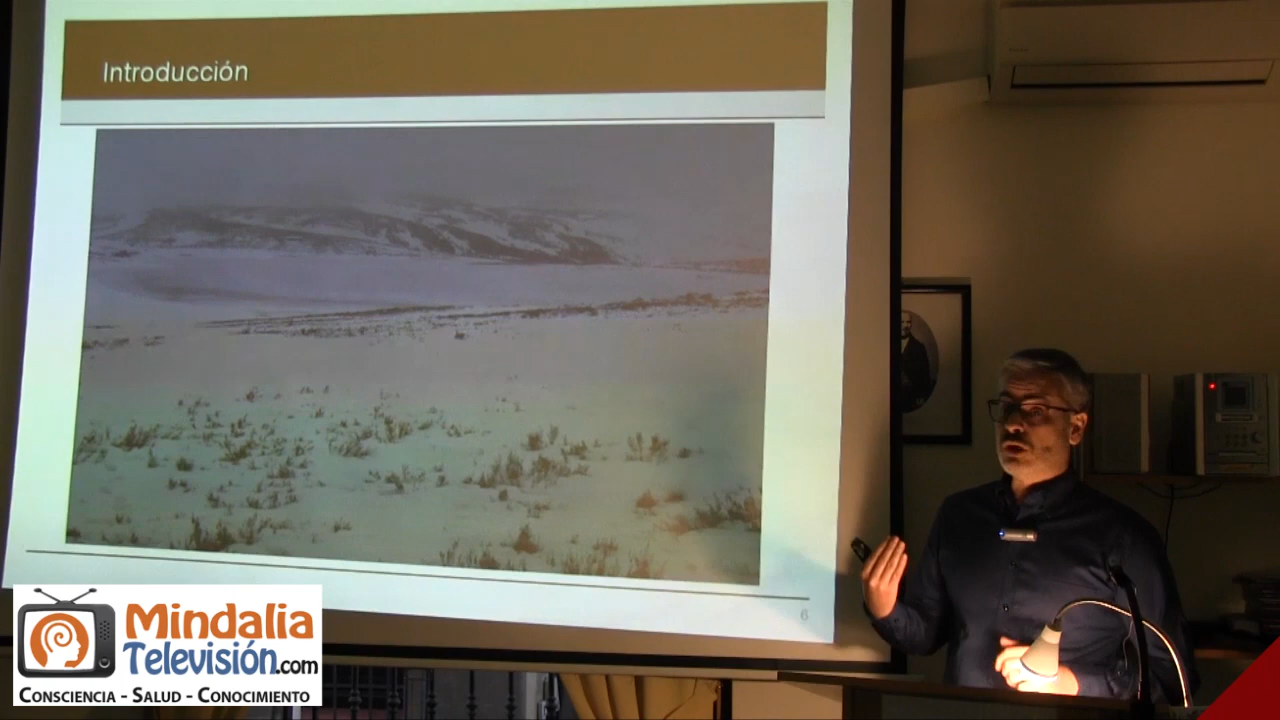 Introducción
6
Mindalia
Televisión.com
CONSCIENCIA - SALUD - CONOCIMIENTO